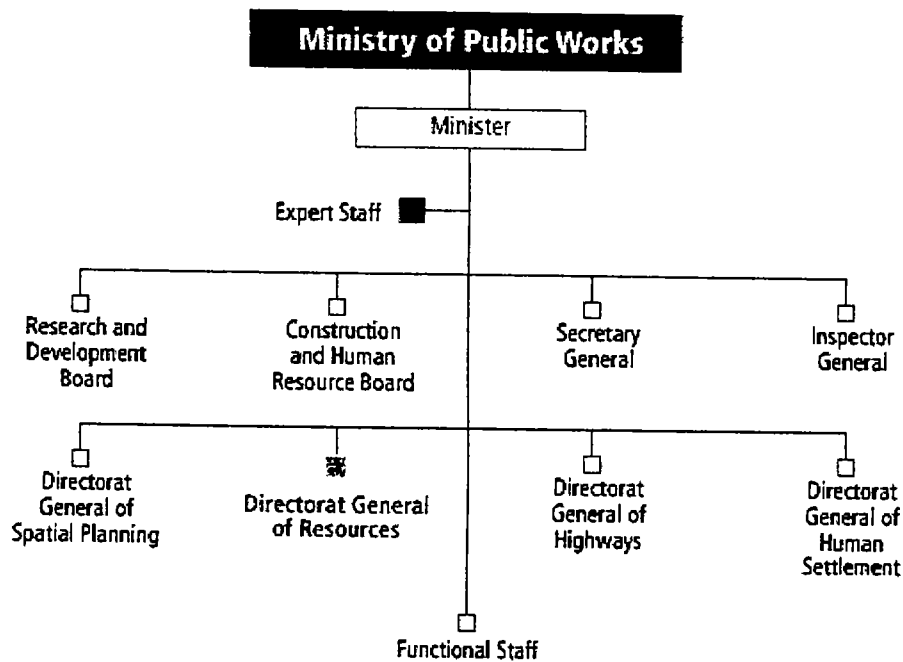 Ministry of Public Works
Minister
Expert Staff
Research and
Development
Board
Construction
and Human
Resource Board
Secretary
General
Inspector
General
Directorat
General of
Spatial Planning
Directorat General
of Resources
Directorat
General of
Highways
Directorat
General of
Human
Settlement
Functional Staff